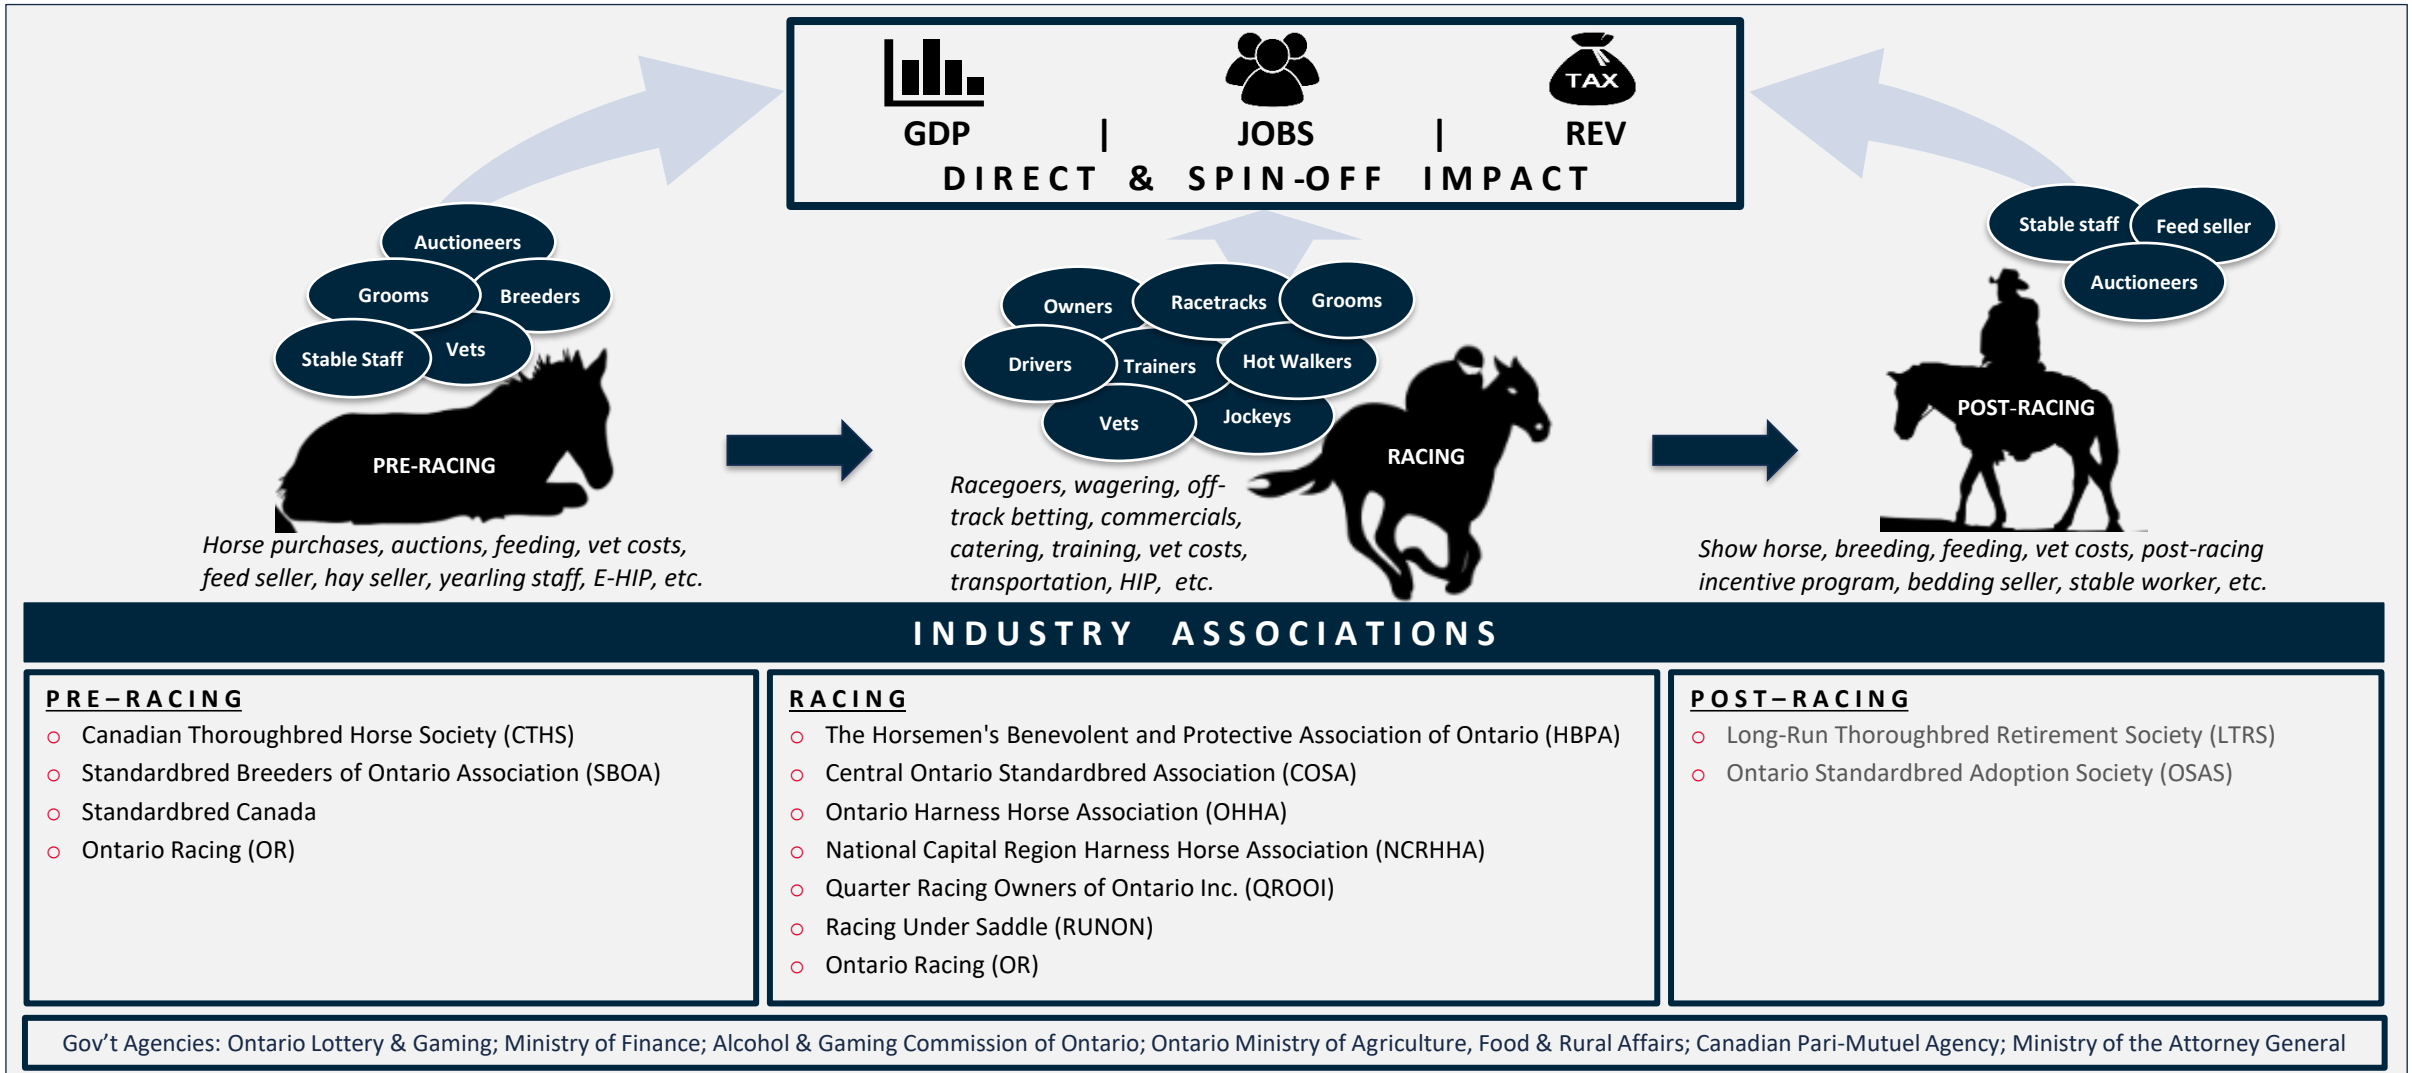 TAX
GDP | JOBS | REV
DIRECT & SPIN-OFF IMPACT
Auctioneers
Grooms
Breeders
Stable Staff
Vets
PRE-RACING
Horse purchases, auctions, feeding, vet costs,
feed seller, hay seller, yearling staff, E-HIP, etc.
Owners
Racetracks
Grooms
Drivers
Trainers
Hot Walkers
Vets
Jockeys
RACING
Racegoers, wagering, off-
track betting, commercials,
catering, training, vet costs,
transportation, HIP, etc.
Stable staff
Feed seller
Auctioneers
POST-RACING
Show horse, breeding, feeding, vet costs, post-racing
incentive program, bedding seller, stable worker, etc.
INDUSTRY ASSOCIATIONS
PRE–RACING
o Canadian Thoroughbred Horse Society (CTHS)
o Standardbred Breeders of Ontario Association (SBOA)
o Standardbred Canada
o Ontario Racing (OR)
RACING
o The Horsemen's Benevolent and Protective Association of Ontario (HBPA)
o Central Ontario Standardbred Association (COSA)
o Ontario Harness Horse Association (OHHA)
o National Capital Region Harness Horse Association (NCRHHA)
o Quarter Racing Owners of Ontario Inc. (QROOI)
o Racing Under Saddle (RUNON)
o Ontario Racing (OR)
POST–RACING
o Long-Run Thoroughbred Retirement Society (LTRS)
o Ontario Standardbred Adoption Society (OSAS)
Gov’t Agencies: Ontario Lottery & Gaming; Ministry of Finance; Alcohol & Gaming Commission of Ontario; Ontario Ministry of Agriculture, Food & Rural Affairs; Canadian Pari-Mutuel Agency; Ministry of the Attorney General